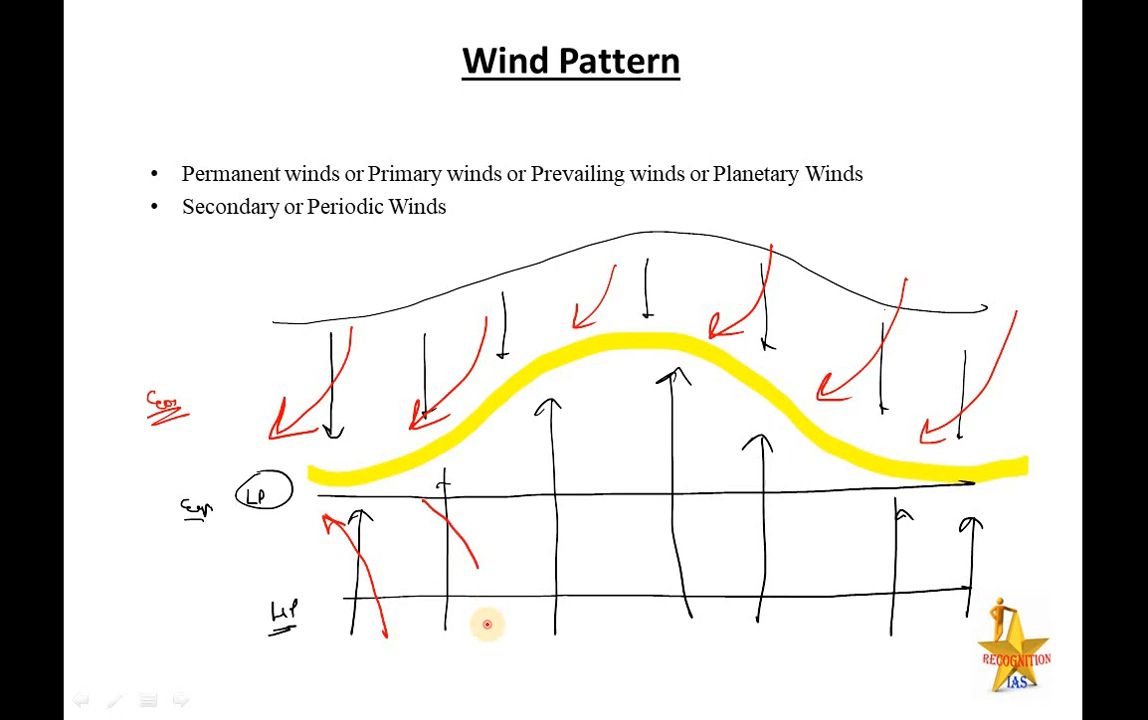 Wind Pattern
• Permanent winds or Primary winds or Prevailing winds or Planetary Winds
• Secondary or Periodic Winds
LP
HP
RECOGNITION
IAS